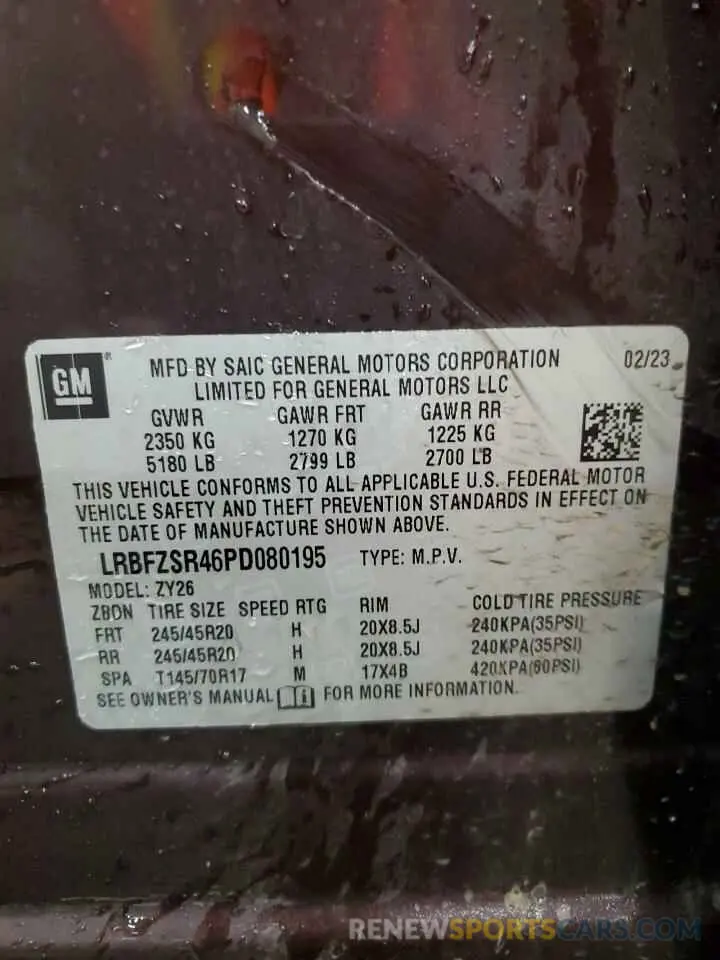 GM ® MFD BY SAIC GENERAL MOTORS CORPORATION 02/23
LIMITED FOR GENERAL MOTORS LLC
GVWR GAWR FRT GAWR RR
2350 KG 1270 KG 1225 KG
5180 LB 2799 LB 2700 LB
THIS VEHICLE CONFORMS TO ALL APPLICABLE U.S. FEDERAL MOTOR
VEHICLE SAFETY AND THEFT PREVENTION STANDARDS IN EFFECT ON
THE DATE OF MANUFACTURE SHOWN ABOVE.
LRBFZSR46PD080195 TYPE: M.P.V.
MODEL: ZY26
ZBDN TIRE SIZE SPEED RTG RIM COLD TIRE PRESSURE
FRT 245/45R20 H 20X8.5J 240KPA(35PSI)
RR 245/45R20 H 20X8.5J 240KPA(35PSI)
SPA T145/70R17 M 17X4B 420KPA(60PSI)
SEE OWNER'S MANUAL FOR MORE INFORMATION.
RENEWSPORTSCARS.COM